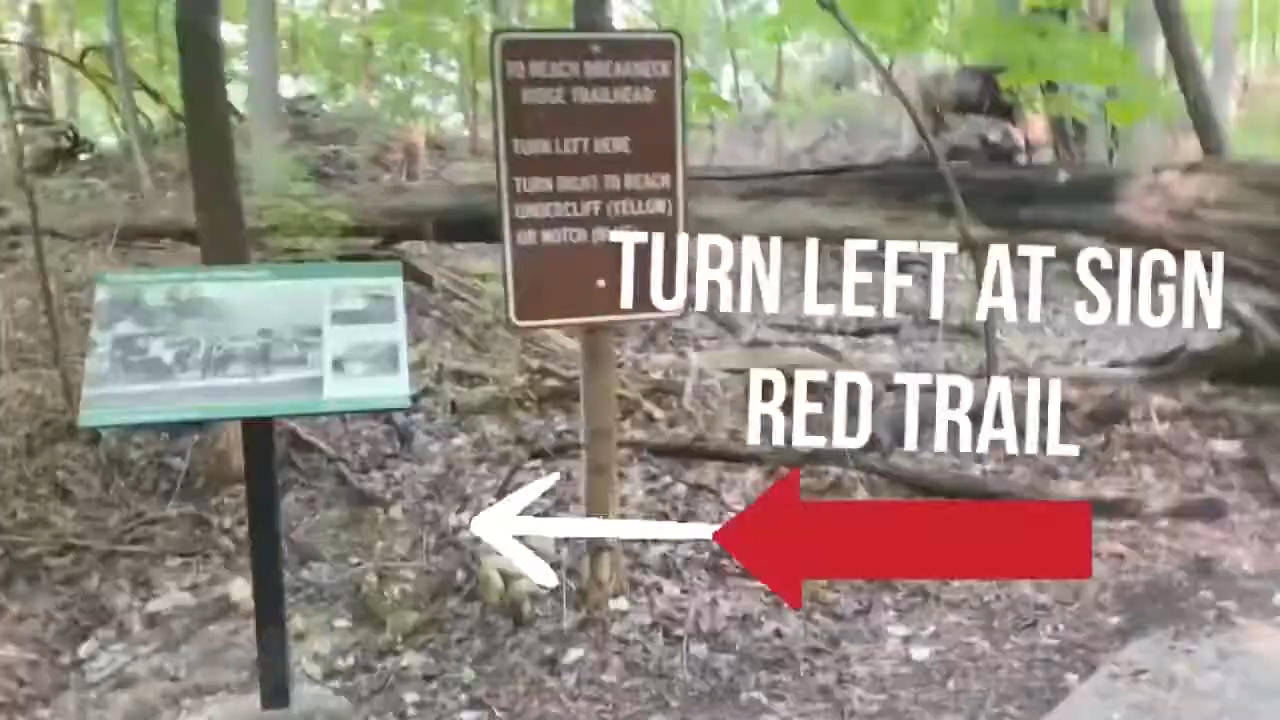 TO REACH BREAKNECK
RIDGE TRAILHEAD:
TURN LEFT HERE
TURN RIGHT TO REACH
UNDERCLIFF (YELLOW)
OR NOTCH
TURN LEFT AT SIGN
RED TRAIL